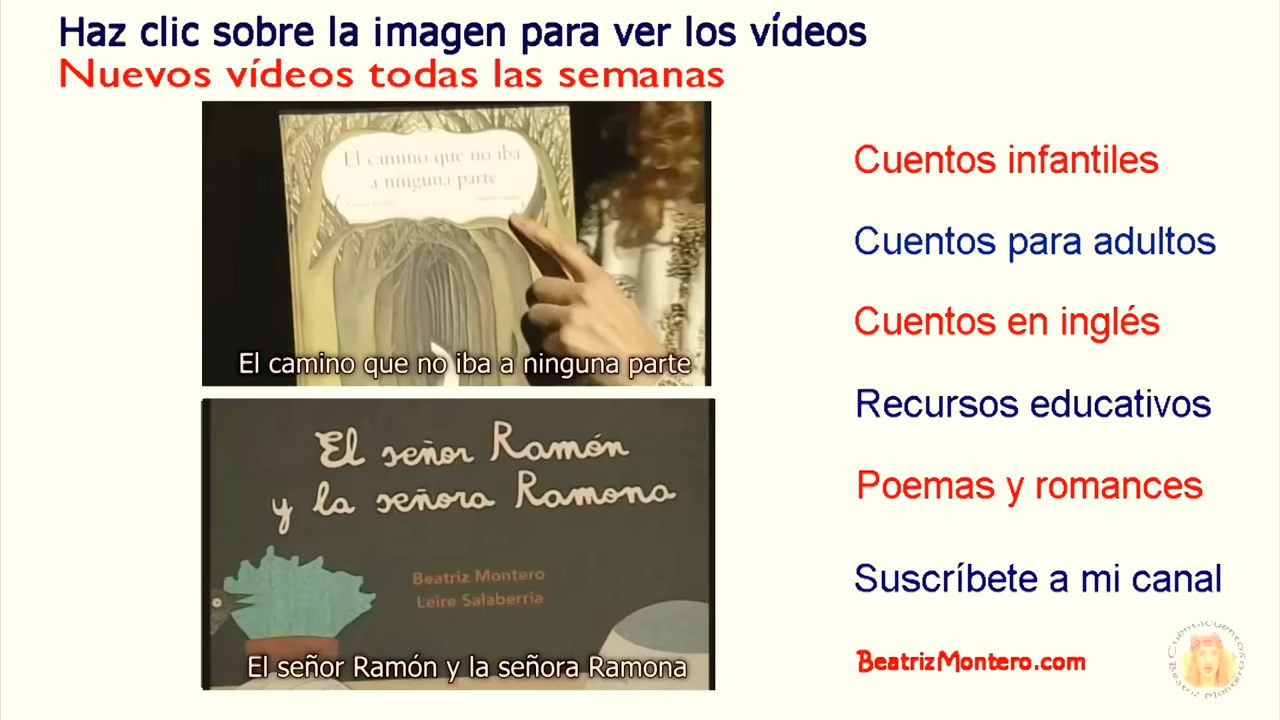 Haz clic sobre la imagen para ver los vídeos
Nuevos vídeos todas las semanas
El camino que no iba
a ninguna parte
El camino que no iba a ninguna parte
El señor Ramón
y la señora Ramona
Beatriz Montero
Leire Salaberria
El señor Ramón y la señora Ramona
Cuentos infantiles
Cuentos para adultos
Cuentos en inglés
Recursos educativos
Poemas y romances
Suscríbete a mi canal
BeatrizMontero.com
Cuentacuentos
Beatriz Montero